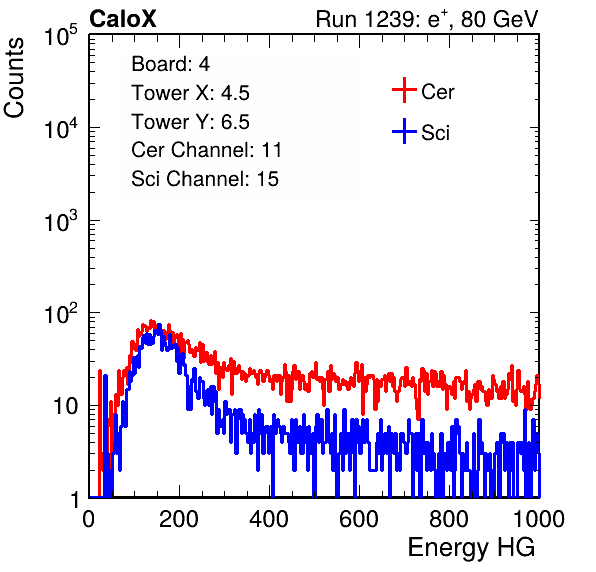 CaloX Run 1239: e⁺, 80 GeV
Counts
Board: 4
Tower X: 4.5
Tower Y: 6.5
Cer Channel: 11
Sci Channel: 15
Cer
Sci
10⁵
10⁴
10³
10²
10
1
0 200 400 600 800 1000
Energy HG